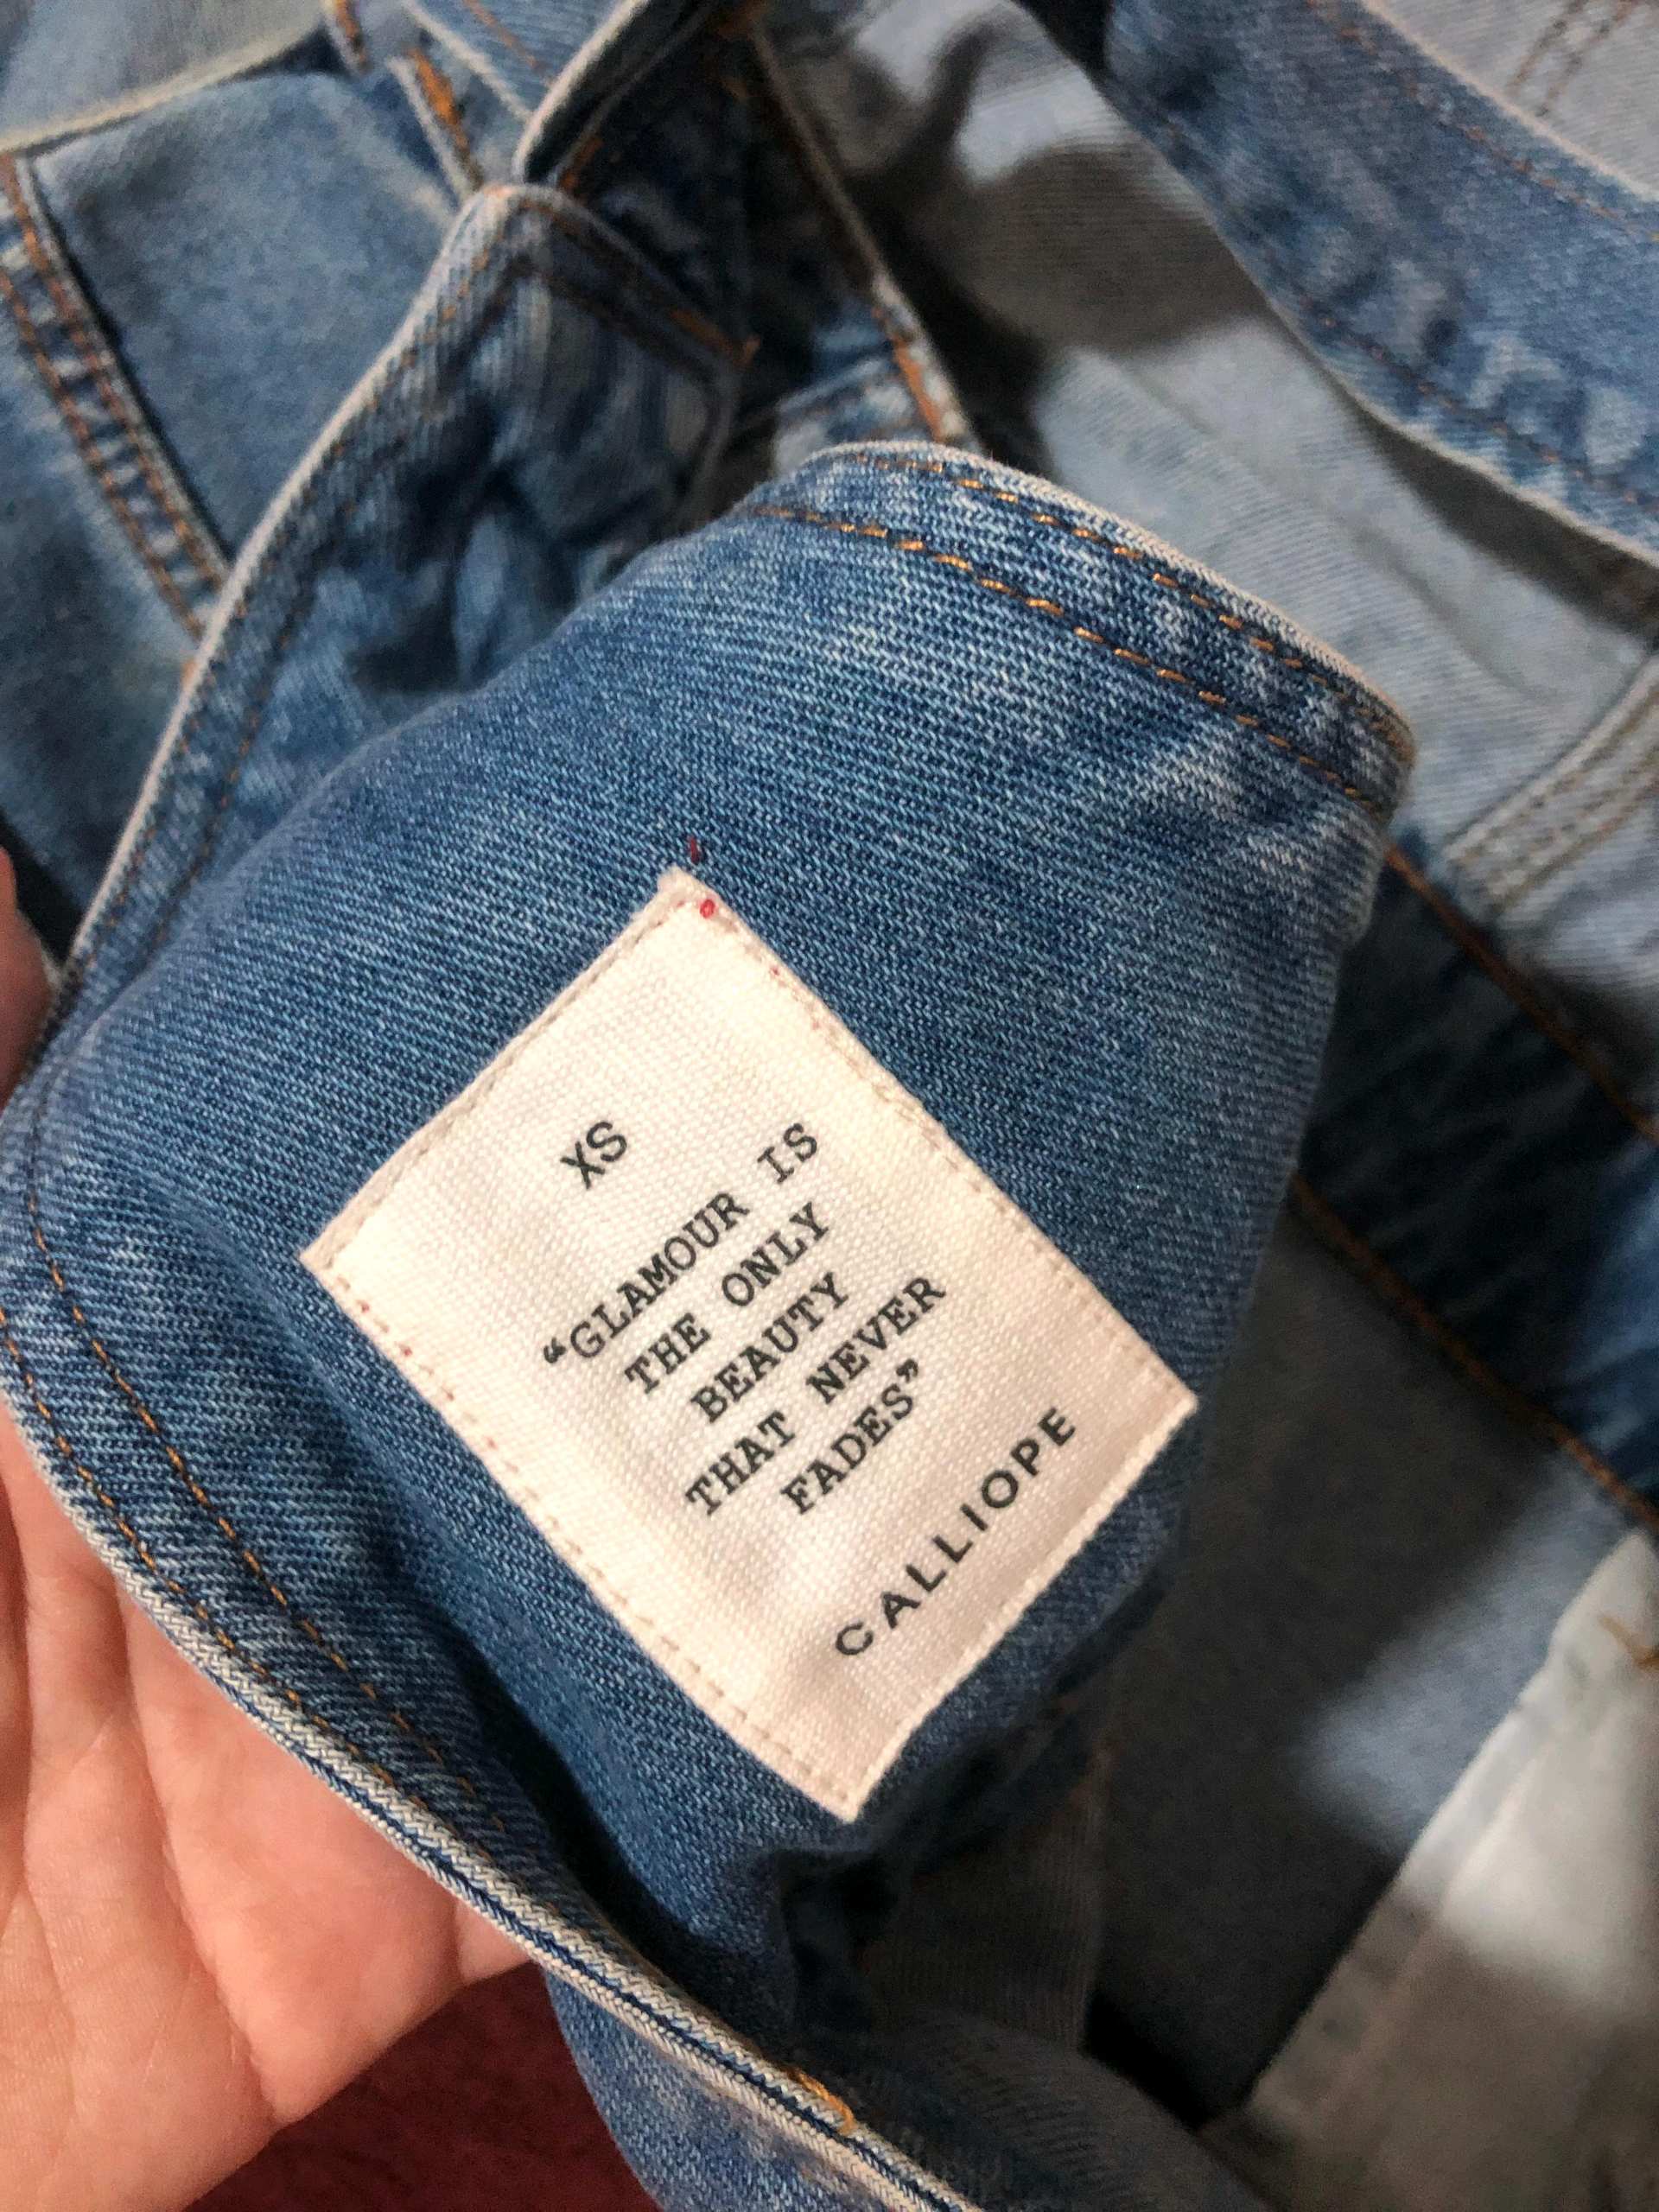 XS
“GLAMOUR IS
THE ONLY
BEAUTY
THAT NEVER
FADES”
CALLIOPE